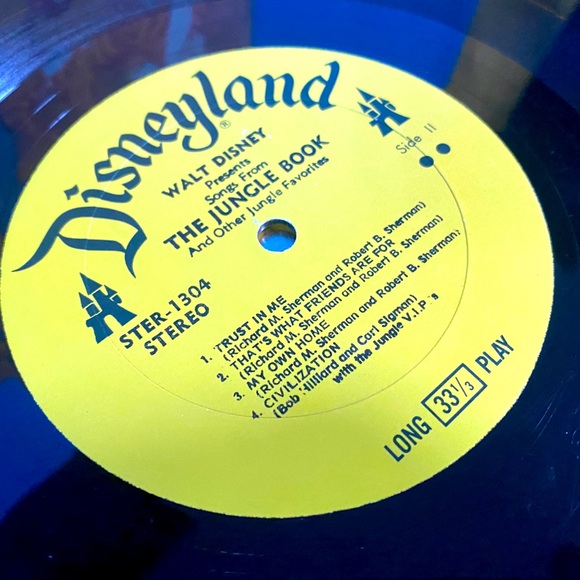 Disneyland
®
WALT DISNEY
Presents
Songs From
THE JUNGLE BOOK
And Other Jungle Favorites
Side II
STER-1304
STEREO
1. TRUST IN ME
(Richard M. Sherman and Robert B. Sherman)
2. THAT'S WHAT FRIENDS ARE FOR
(Richard M. Sherman and Robert B. Sherman)
3. MY OWN HOME
(Richard M. Sherman and Robert B. Sherman)
4. CIVILIZATION
(Bob Hilliard and Carl Sigman)
with the Jungle V.I.P.'s
LONG 33 1/3 PLAY